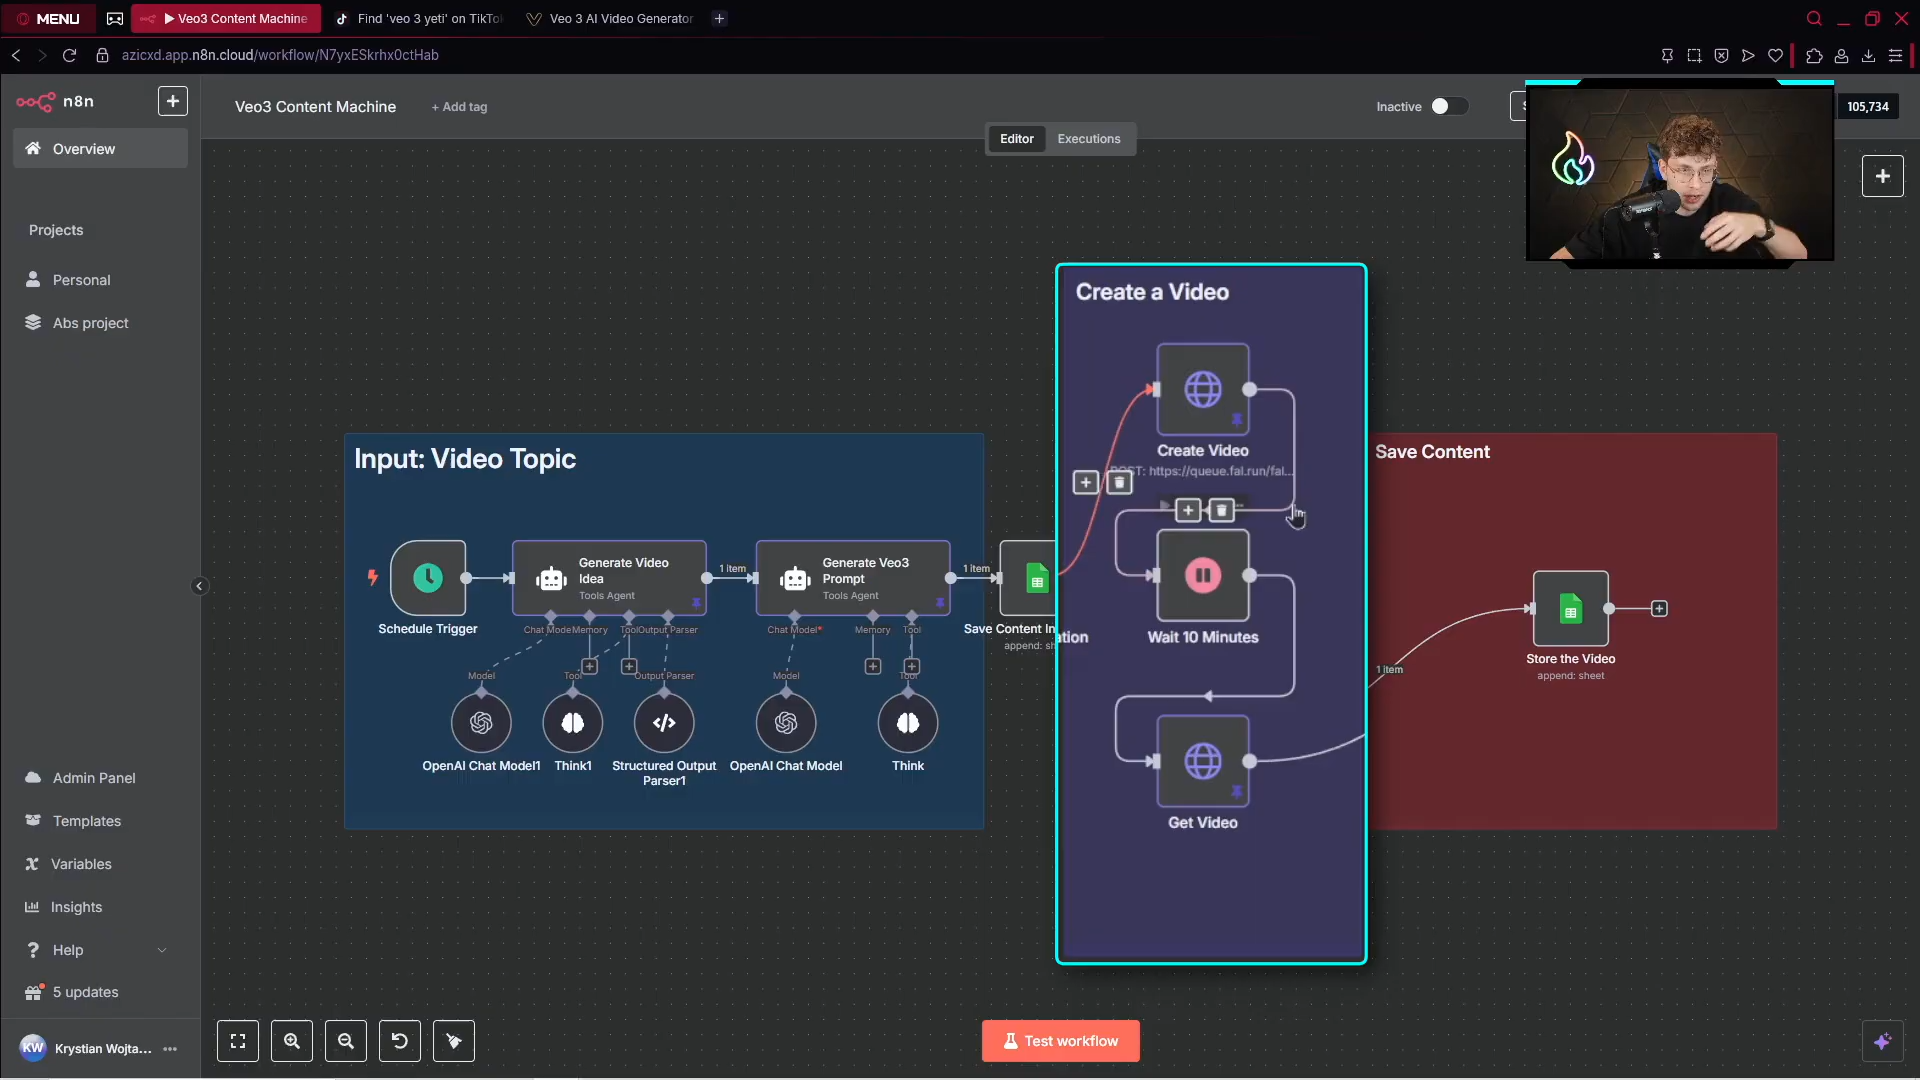 MENU
Veo3 Content Machine
Find 'veo 3 yeti' on TikTo
Veo 3 AI Video Generator
azicxd.app.n8n.cloud/workflow/N7yxESkrhx0ctHab
n8n
Veo3 Content Machine
+ Add tag
Inactive
105,734
Editor
Executions
Overview
Projects
Personal
Abs project
Admin Panel
Templates
Variables
Insights
Help
5 updates
KW
Krystian Wojta...
Input: Video Topic
Schedule Trigger
Generate Video
Idea
Tools Agent
1 item
Generate Veo3
Prompt
Tools Agent
1 item
Chat Mode
Memory
Tool
Output Parser
Chat Model*
Memory
Tool
Save Content In
ation
append: sh
Model
Tool
Output Parser
Model
Tool
OpenAI Chat Model1
Think1
Structured Output
Parser1
OpenAI Chat Model
Think
Create a Video
Create Video
POST: https://queue.fal.run/fal...
Wait 10 Minutes
Get Video
Save Content
1 item
Store the Video
append: sheet
Test workflow